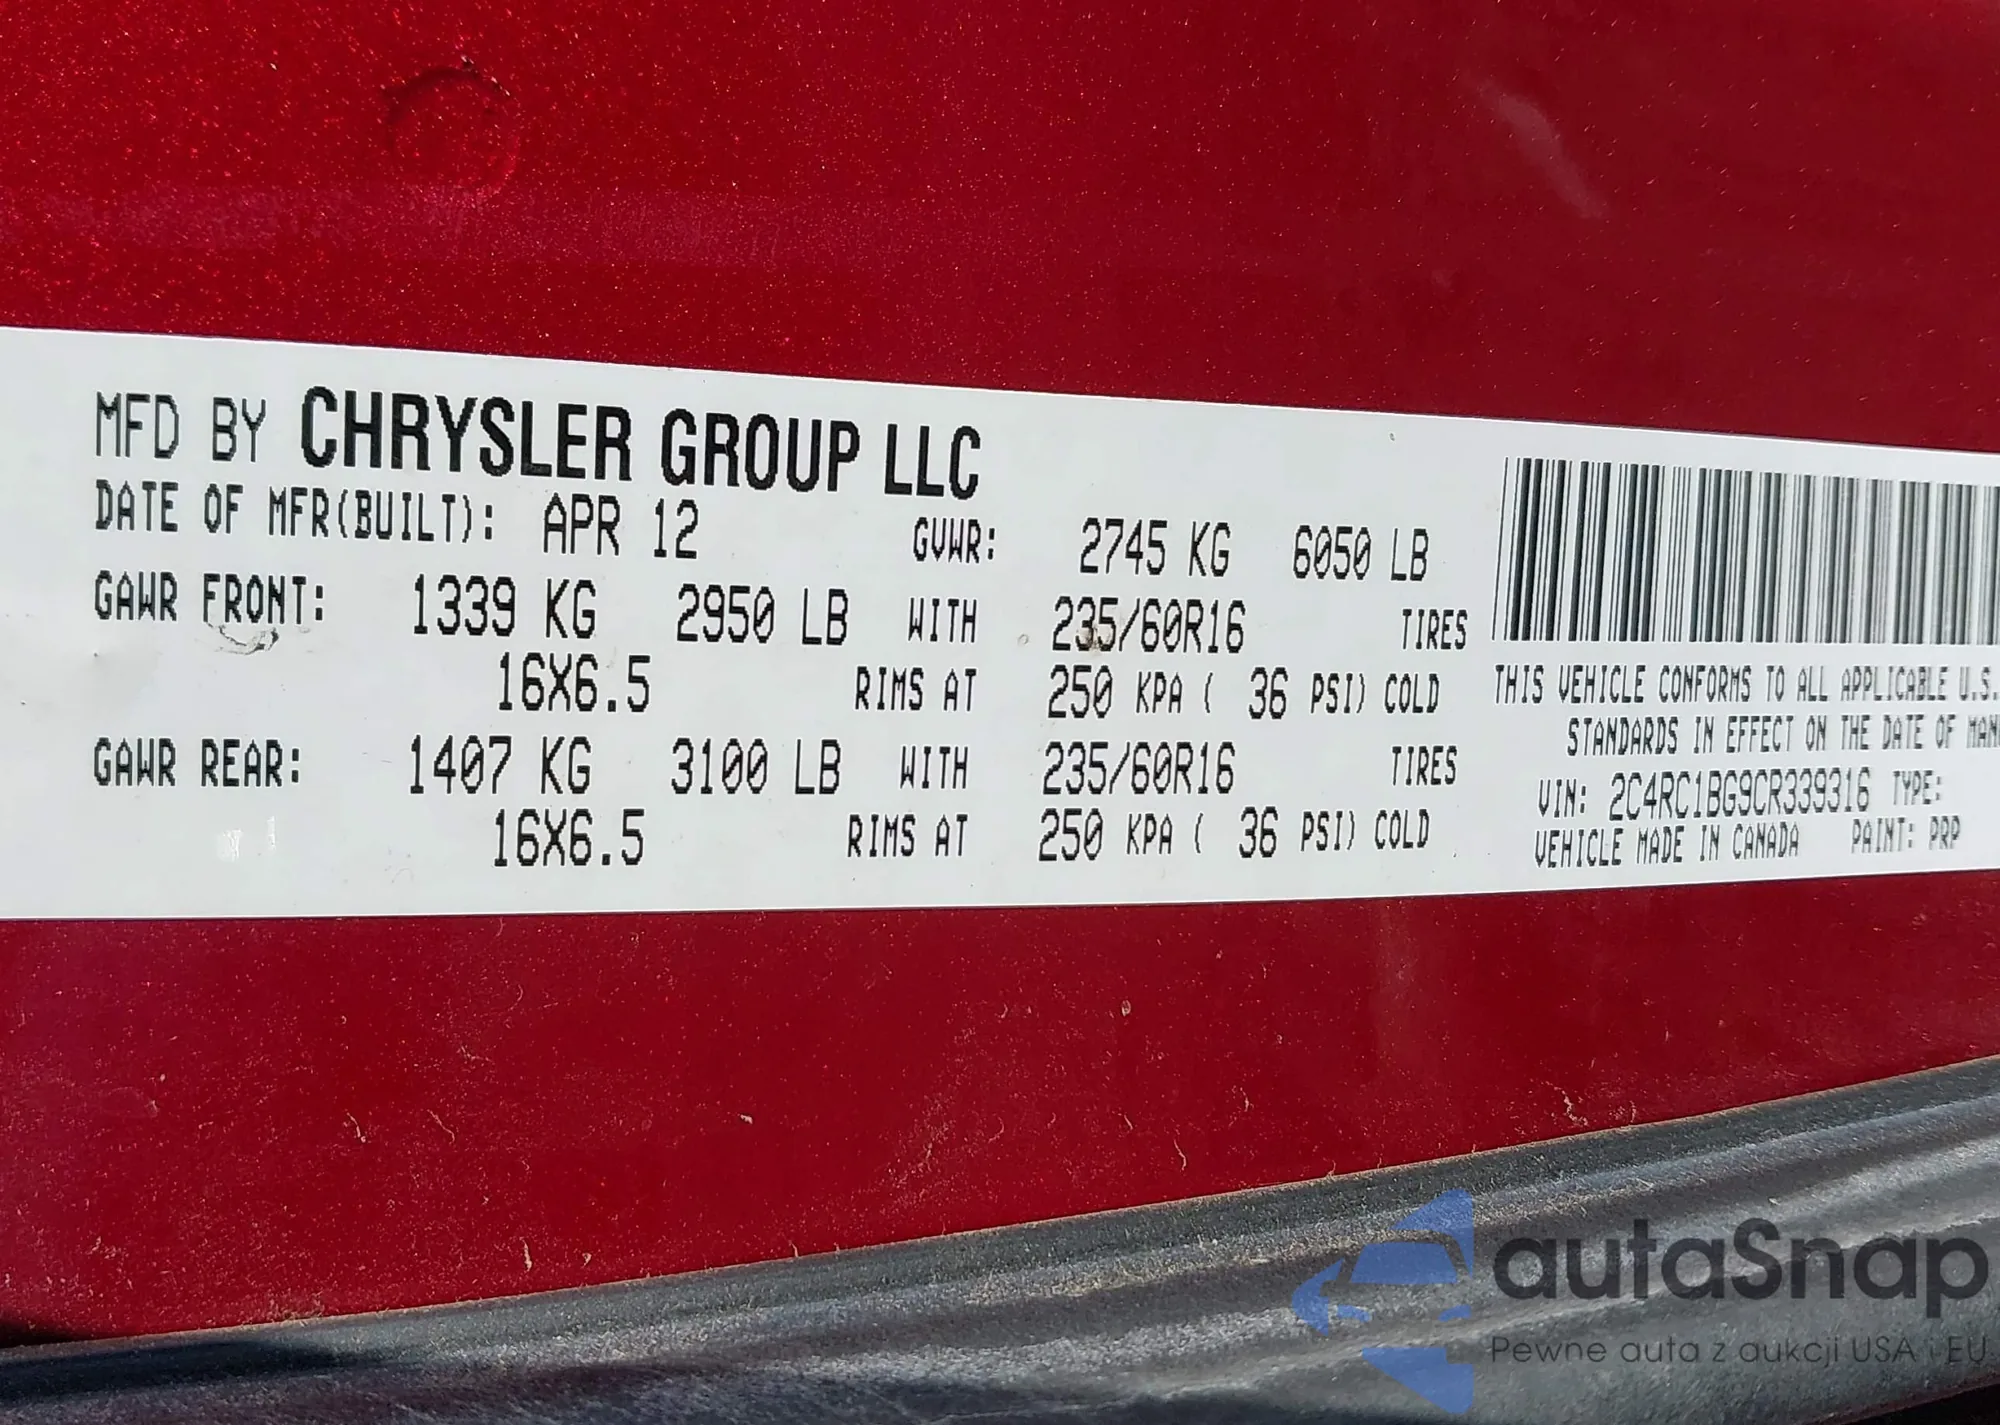 MFD BY CHRYSLER GROUP LLC
DATE OF MFR(BUILT): APR 12 GVWR: 2745 KG 6050 LB
GAWR FRONT: 1339 KG 2950 LB WITH 235/60R16 TIRES
16X6.5 RIMS AT 250 KPA ( 36 PSI) COLD
GAWR REAR: 1407 KG 3100 LB WITH 235/60R16 TIRES
16X6.5 RIMS AT 250 KPA ( 36 PSI) COLD
THIS VEHICLE CONFORMS TO ALL APPLICABLE U.S.
STANDARDS IN EFFECT ON THE DATE OF
VIN: 2C4RC1BG9CR339316 TYPE:
VEHICLE MADE IN CANADA PAINT: PRP
autaSnap
Pewne auta z aukcji USA i EU